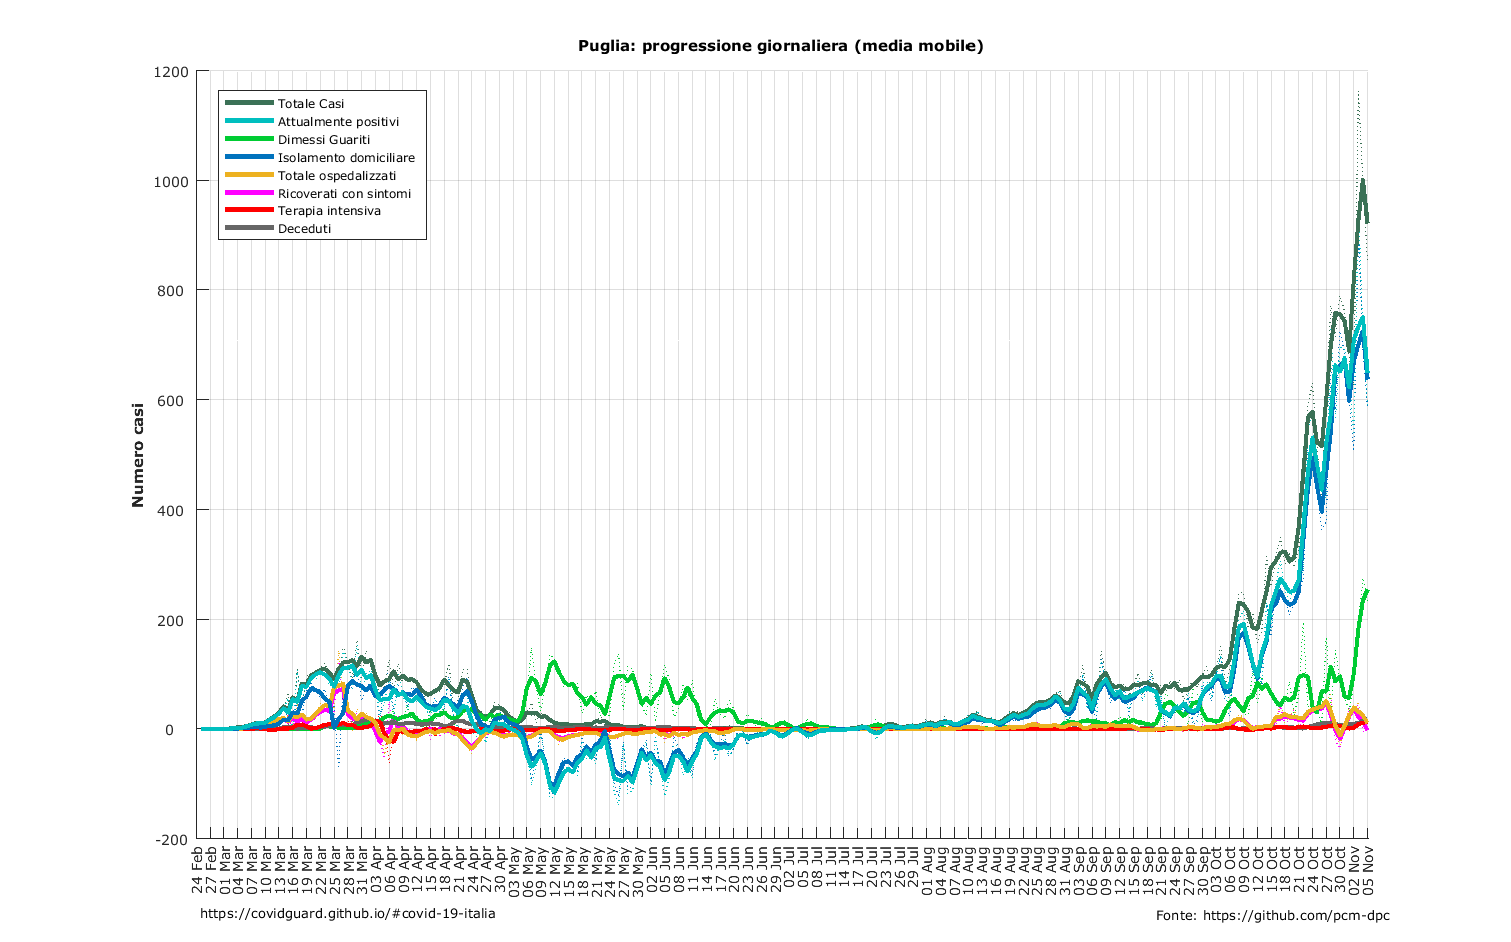 Puglia: progressione giornaliera (media mobile)
1200
1000
800
600
400
200
0
-200
Numero casi
Totale Casi
Attualmente positivi
Dimessi Guariti
Isolamento domiciliare
Totale ospedalizzati
Ricoverati con sintomi
Terapia intensiva
Deceduti
24 Feb
27 Feb
01 Mar
04 Mar
07 Mar
10 Mar
13 Mar
16 Mar
19 Mar
22 Mar
25 Mar
28 Mar
31 Mar
03 Apr
06 Apr
09 Apr
12 Apr
15 Apr
18 Apr
21 Apr
24 Apr
27 Apr
30 Apr
03 May
06 May
09 May
12 May
15 May
18 May
21 May
24 May
27 May
30 May
02 Jun
05 Jun
08 Jun
11 Jun
14 Jun
17 Jun
20 Jun
23 Jun
26 Jun
29 Jun
02 Jul
05 Jul
08 Jul
11 Jul
14 Jul
17 Jul
20 Jul
23 Jul
26 Jul
29 Jul
01 Aug
04 Aug
07 Aug
10 Aug
13 Aug
16 Aug
19 Aug
22 Aug
25 Aug
28 Aug
31 Aug
03 Sep
06 Sep
09 Sep
12 Sep
15 Sep
18 Sep
21 Sep
24 Sep
27 Sep
30 Sep
03 Oct
06 Oct
09 Oct
12 Oct
15 Oct
18 Oct
21 Oct
24 Oct
27 Oct
30 Oct
02 Nov
05 Nov
https://covidguard.github.io/#covid-19-italia
Fonte: https://github.com/pcm-dpc